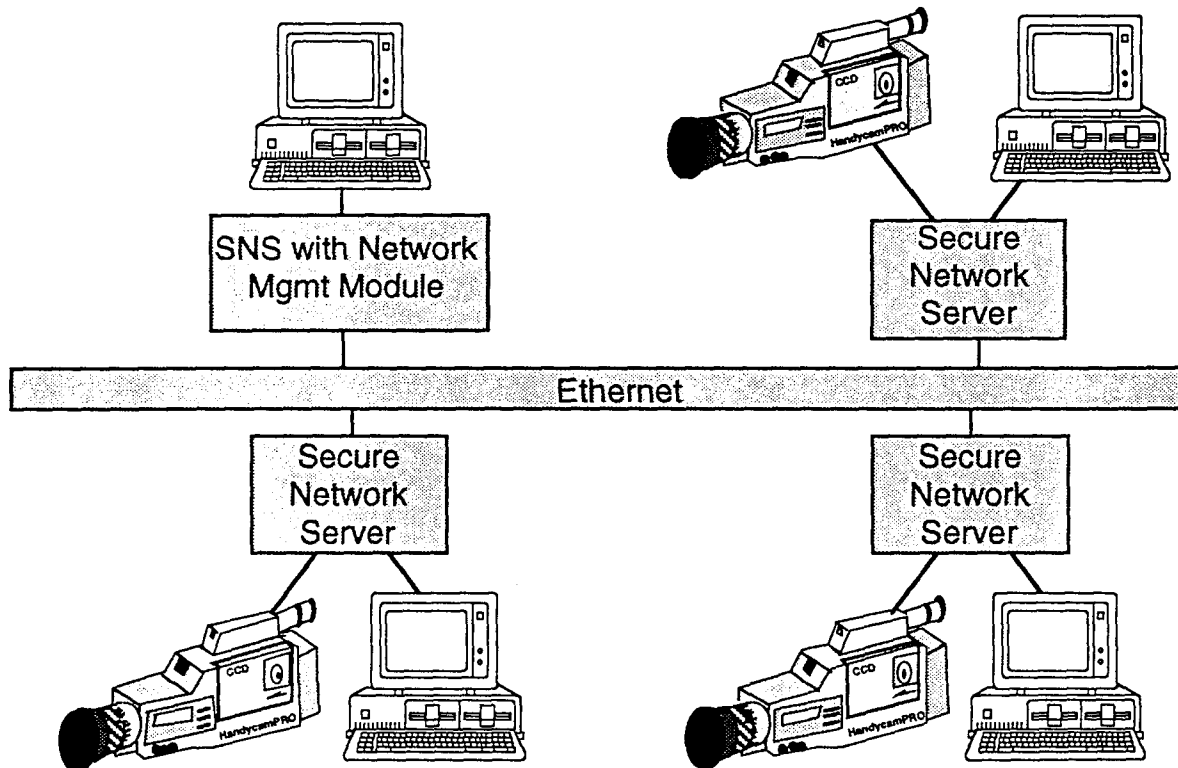 CCD
HandycamPRO
SNS with Network
Mgmt Module
Secure
Network
Server
Ethernet
Secure
Network
Server
Secure
Network
Server
CCD
HandycamPRO
CCD
HandycamPRO